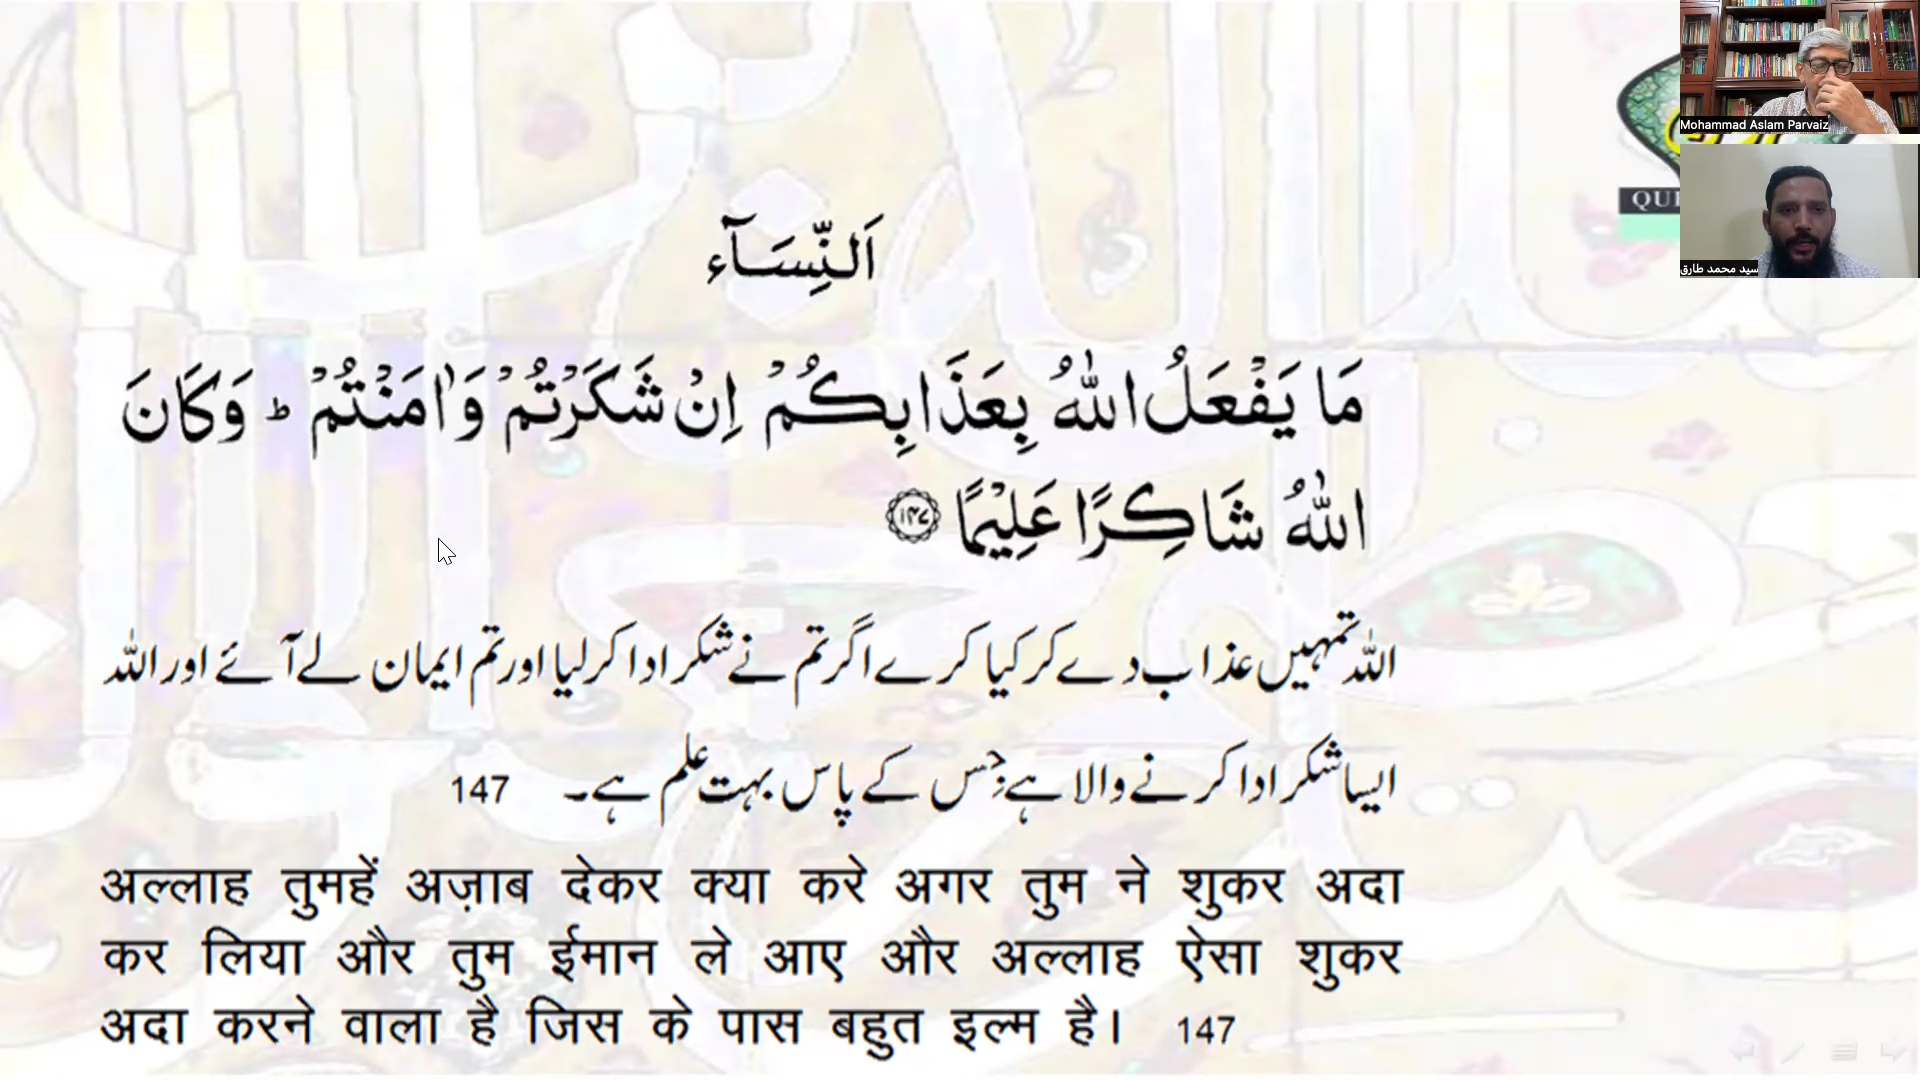 اَلنِّسَآء
مَا يَفْعَلُ اللّٰهُ بِعَذَابِكُمْ اِنْ شَكَرْتُمْ وَاٰمَنْتُمْ ؕ وَكَانَ
اللّٰهُ شَاكِرًا عَلِيْمًا ۝۱۴۷
اللہ تمہیں عذاب دے کر کیا کرے اگر تم نے شکر ادا کر لیا اور تم ایمان لے آئے اور اللہ
ایسا شکر ادا کرنے والا ہے جِس کے پاس بہت علم ہے۔ 147
अल्लाह तुमहें अज़ाब देकर क्या करे अगर तुम ने शुकर अदा
कर लिया और तुम ईमान ले आए और अल्लाह ऐसा शुकर
अदा करने वाला है जिस के पास बहुत इल्म है। 147
Mohammad Aslam Parvaiz
سید محمد طارق